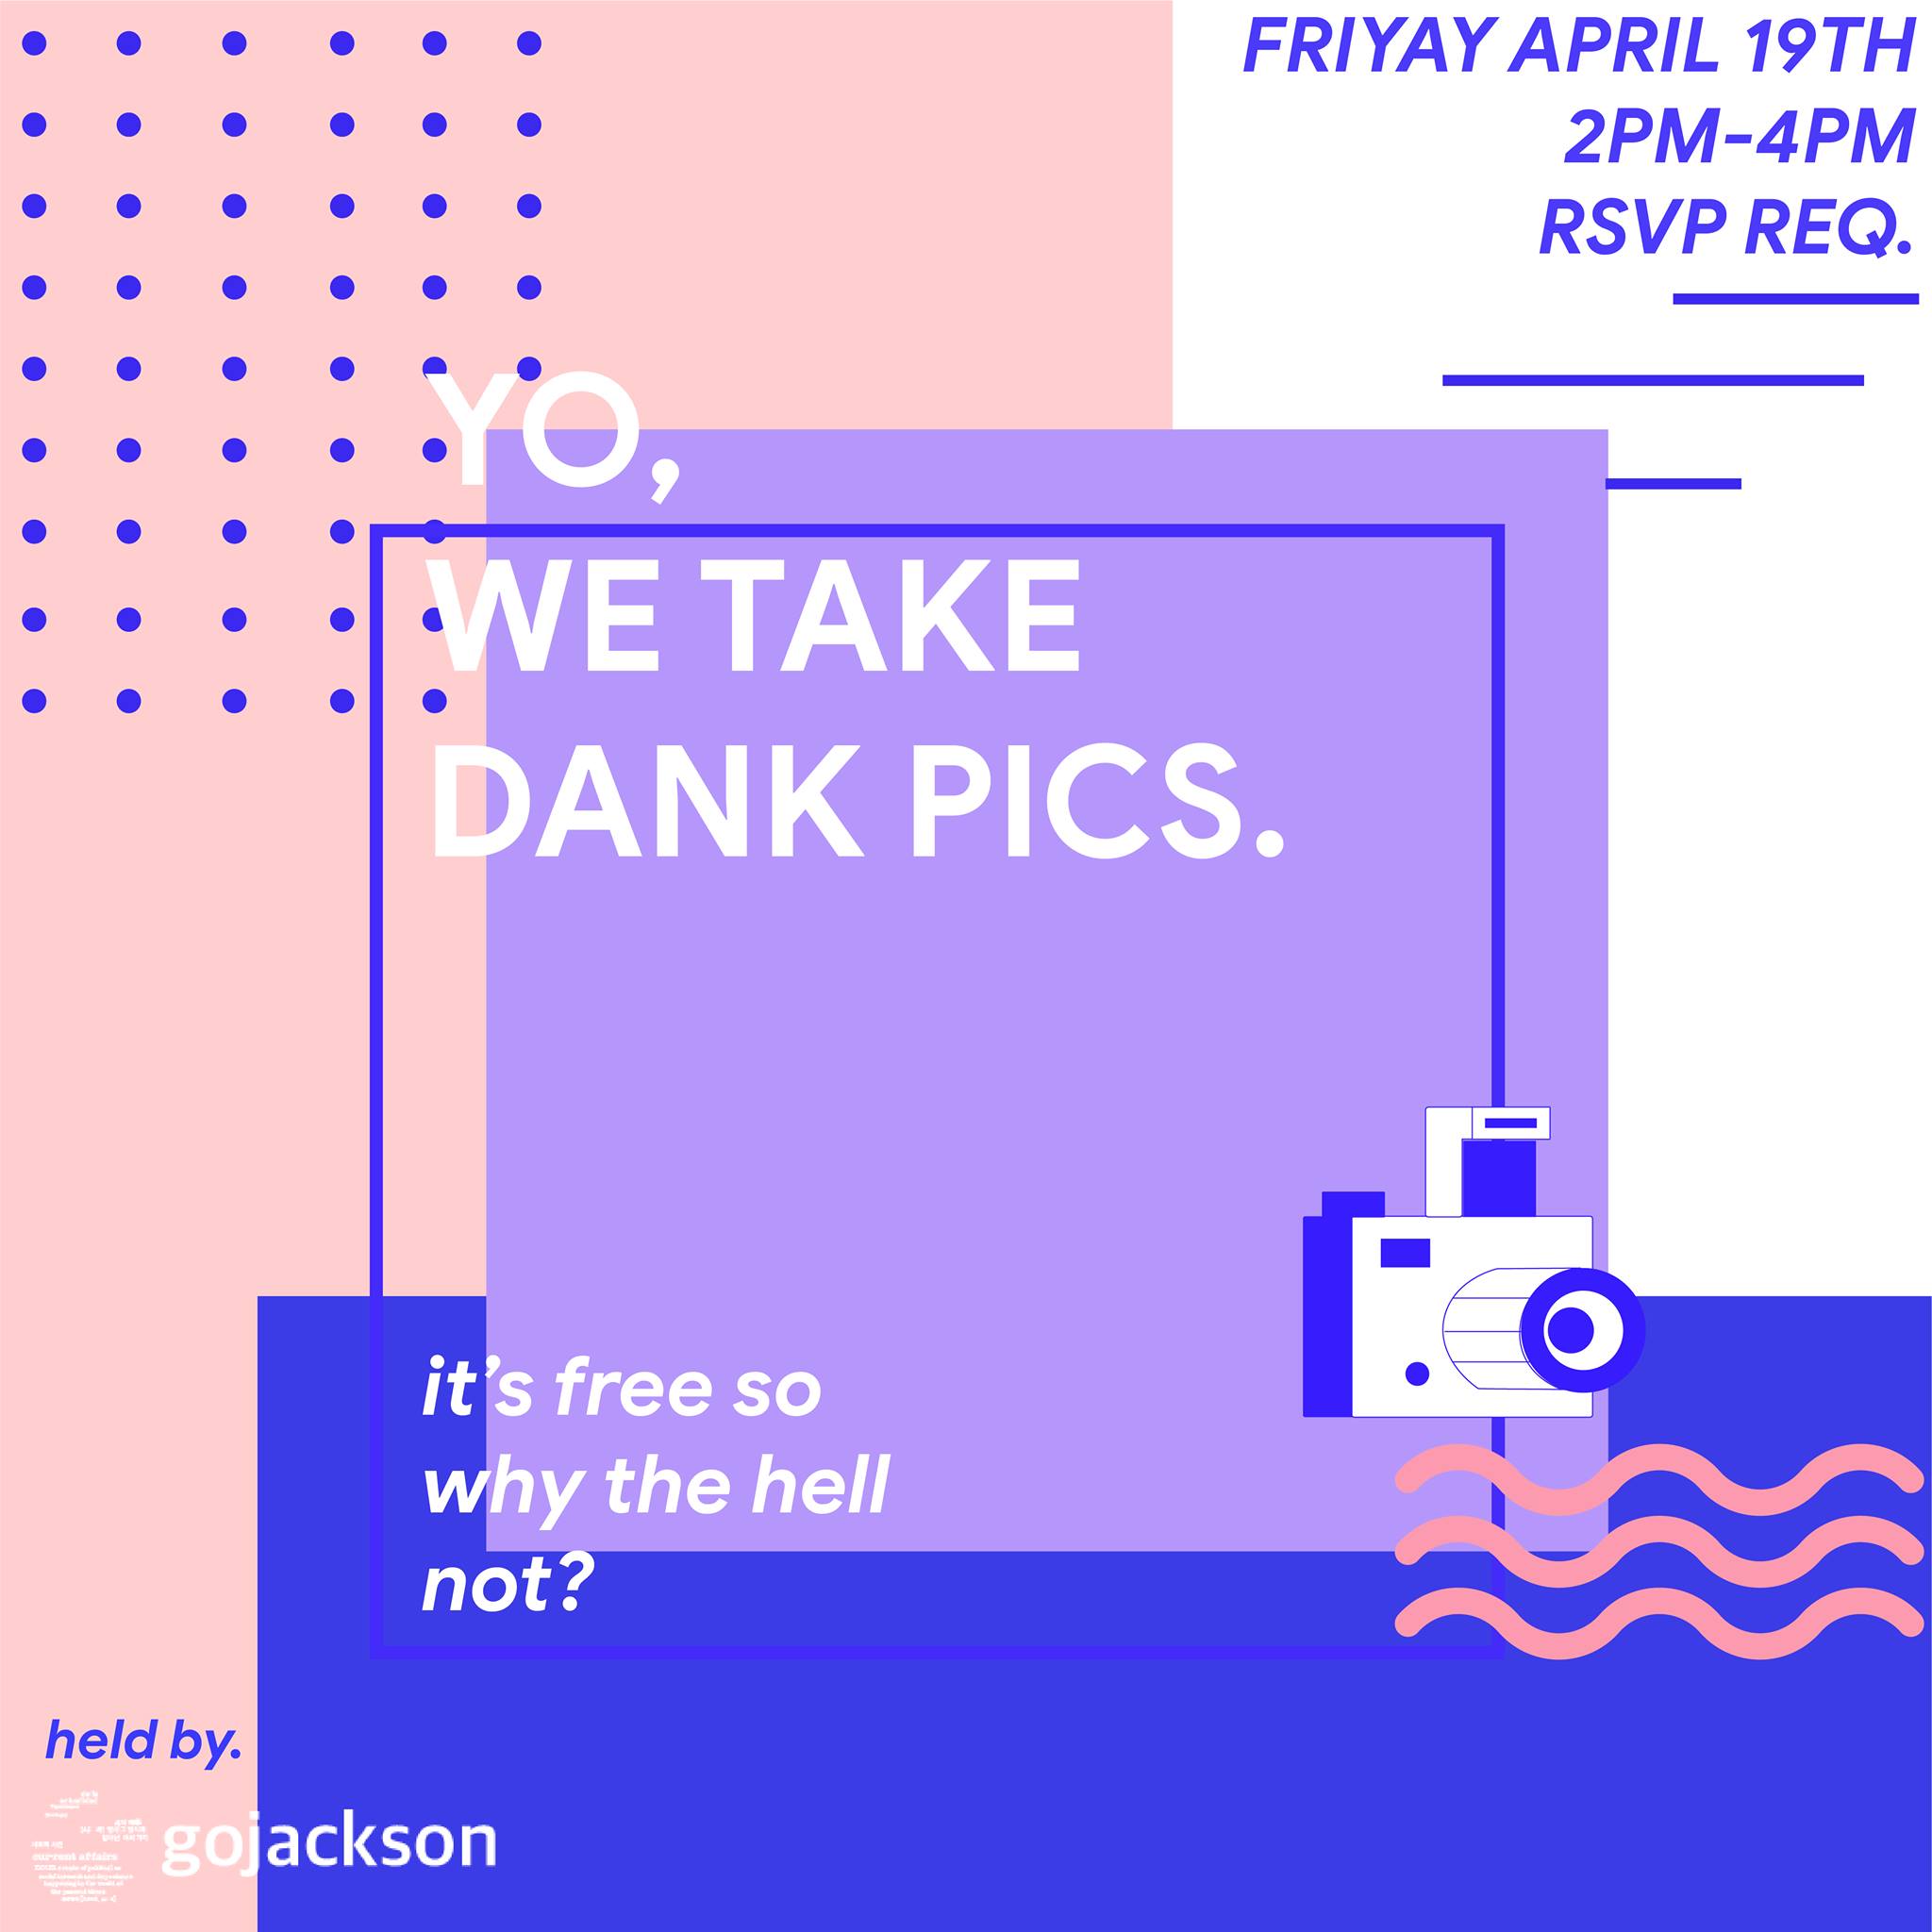 FRIYAY APRIL 19TH
2PM-4PM
RSVP REQ.
YO,
WE TAKE
DANK PICS.
it's free so
why the hell
not?
held by.
current affairs
gojackson